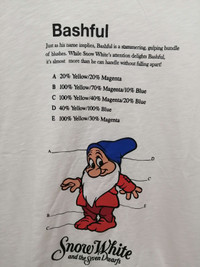 Bashful
Just as his name implies, Bashful is a stammering, gulping bundle
of blushes. While Snow White's attention delights Bashful,
it's almost more than he can handle without falling apart!
A 20% Yellow/20% Magenta
B 100% Yellow/70% Magenta/10% Blue
C 100% Yellow/40% Magenta/20% Blue
D 40% Yellow/100% Blue
E 100% Yellow/30% Magenta
A
D
C
E
B
C
Snow White
and the Seven Dwarfs